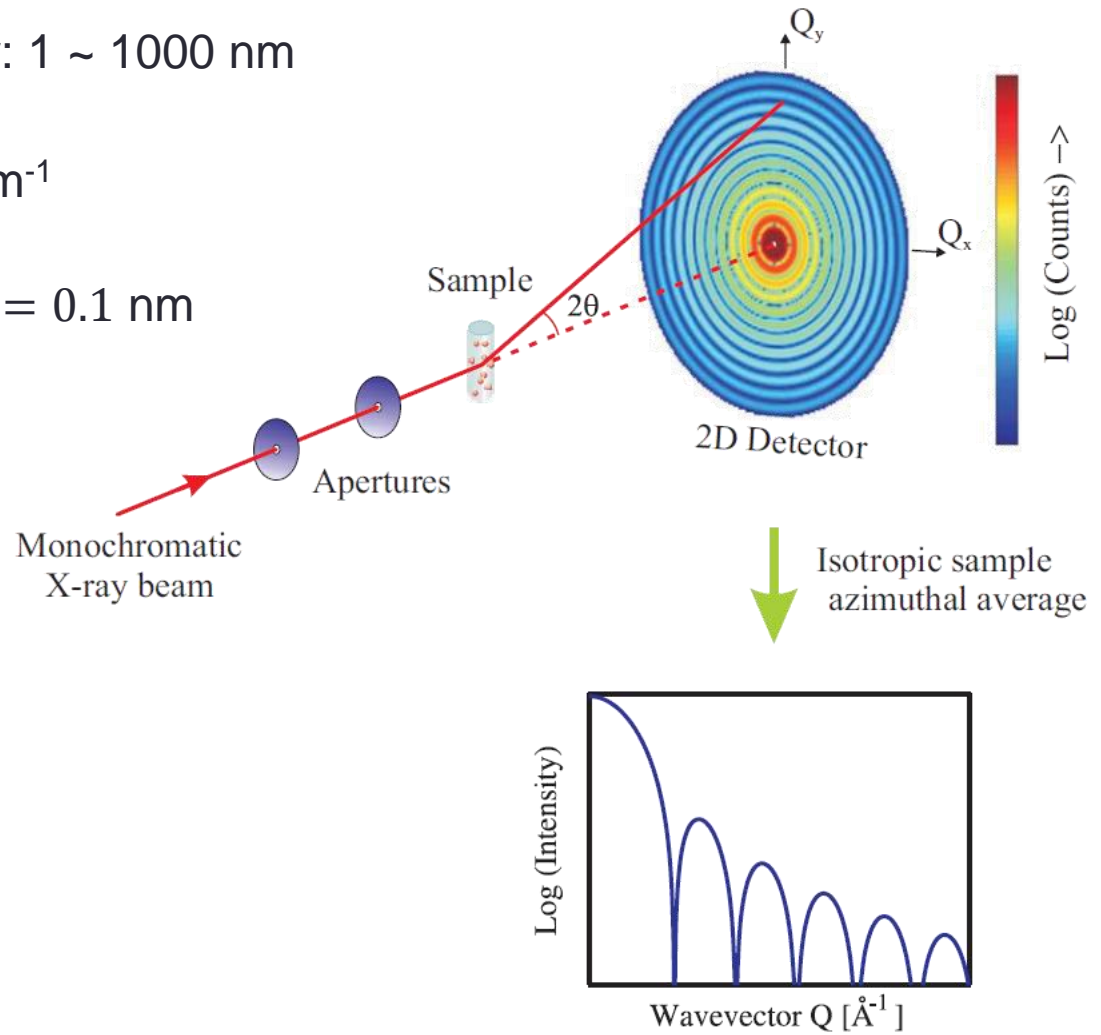 : 1 ~ 1000 nm
m⁻¹
= 0.1 nm
Qy
Qx
Log (Counts) —>
Sample
2θ
2D Detector
Apertures
Monochromatic
X-ray beam
Isotropic sample
azimuthal average
Log (Intensity)
Wavevector Q [Å⁻¹]